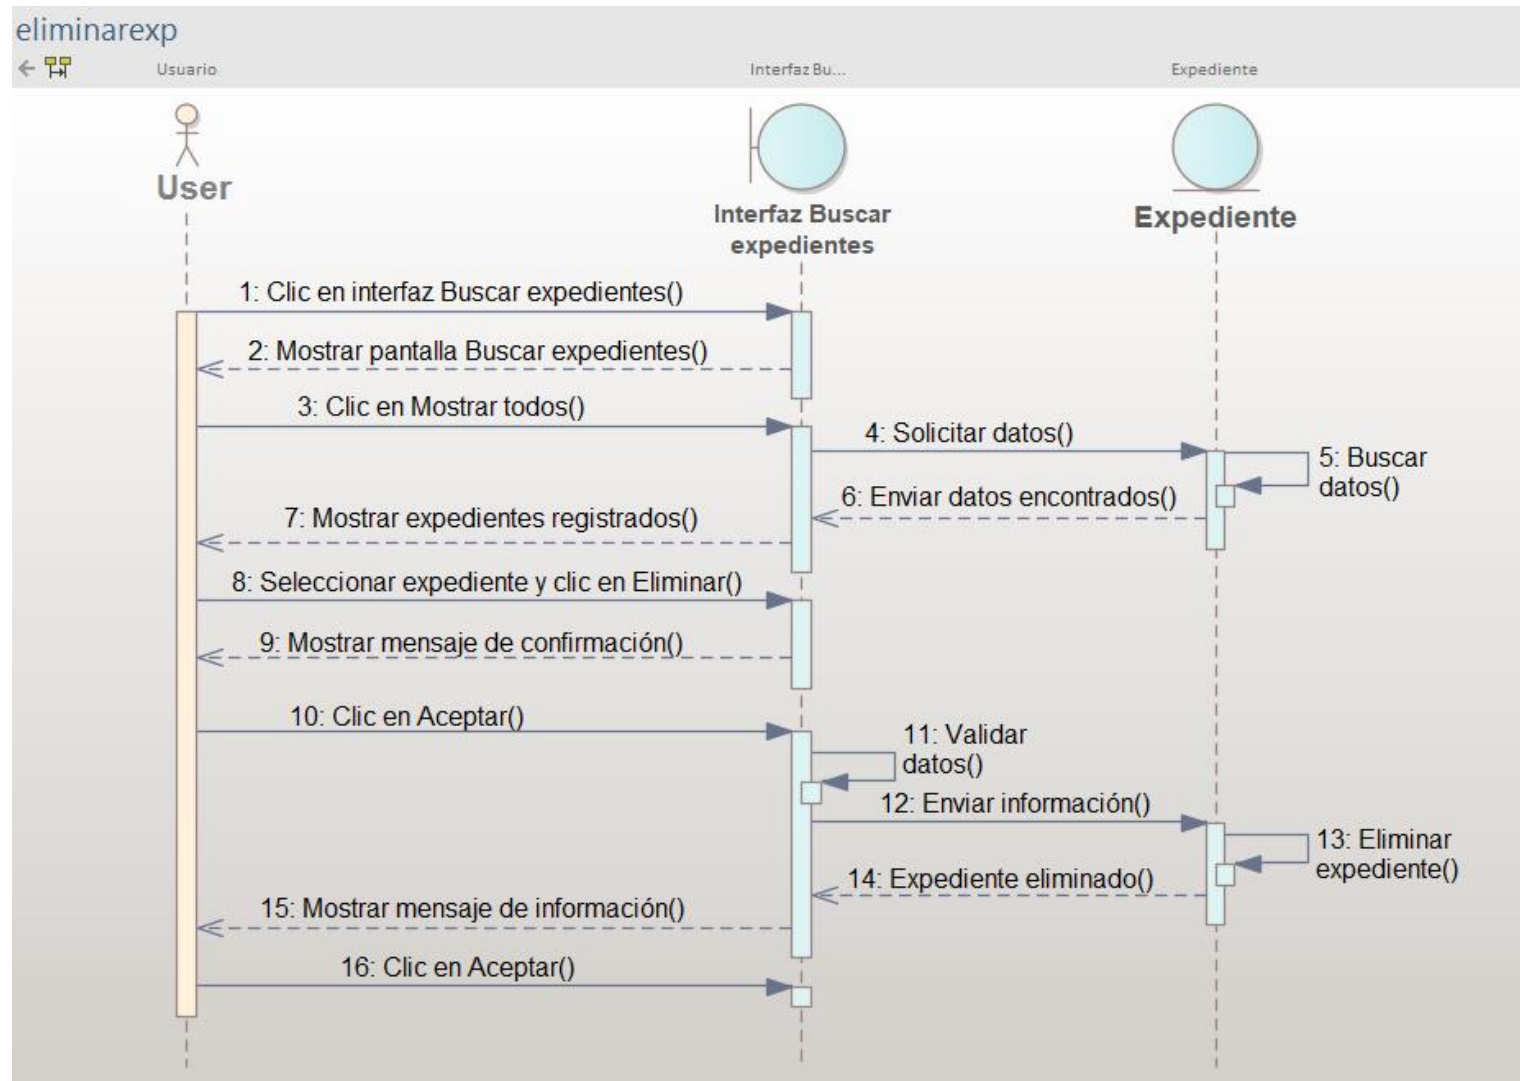 eliminarexp
Usuario
Interfaz Bu...
Expediente
User
Interfaz Buscar
expedientes
Expediente
1: Clic en interfaz Buscar expedientes()
2: Mostrar pantalla Buscar expedientes()
3: Clic en Mostrar todos()
4: Solicitar datos()
5: Buscar
datos()
6: Enviar datos encontrados()
7: Mostrar expedientes registrados()
8: Seleccionar expediente y clic en Eliminar()
9: Mostrar mensaje de confirmación()
10: Clic en Aceptar()
11: Validar
datos()
12: Enviar información()
13: Eliminar
expediente()
14: Expediente eliminado()
15: Mostrar mensaje de información()
16: Clic en Aceptar()